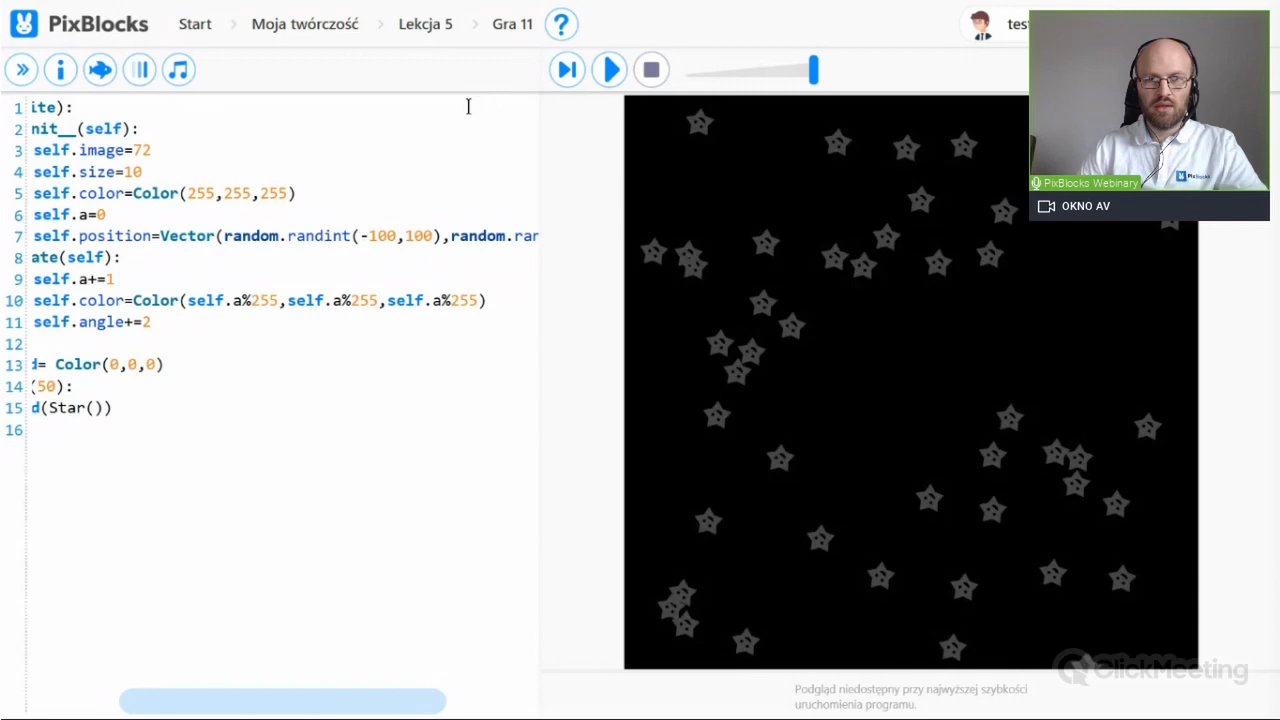 PixBlocks
Start
Moja twórczość
Lekcja 5
Gra 11
?
tes
1 ite):
2 nit__(self):
3 self.image=72
4 self.size=10
5 self.color=Color(255,255,255)
6 self.a=0
7 self.position=Vector(random.randint(-100,100),random.ran
8 ate(self):
9 self.a+=1
10 self.color=Color(self.a%255,self.a%255,self.a%255)
11 self.angle+=2
12
13 d= Color(0,0,0)
14 (50):
15 d(Star())
16
PixBlocks
PixBlocks Webinary
OKNO AV
ClickMeeting
Podgląd niedostępny przy najwyższej szybkości
uruchomienia programu.